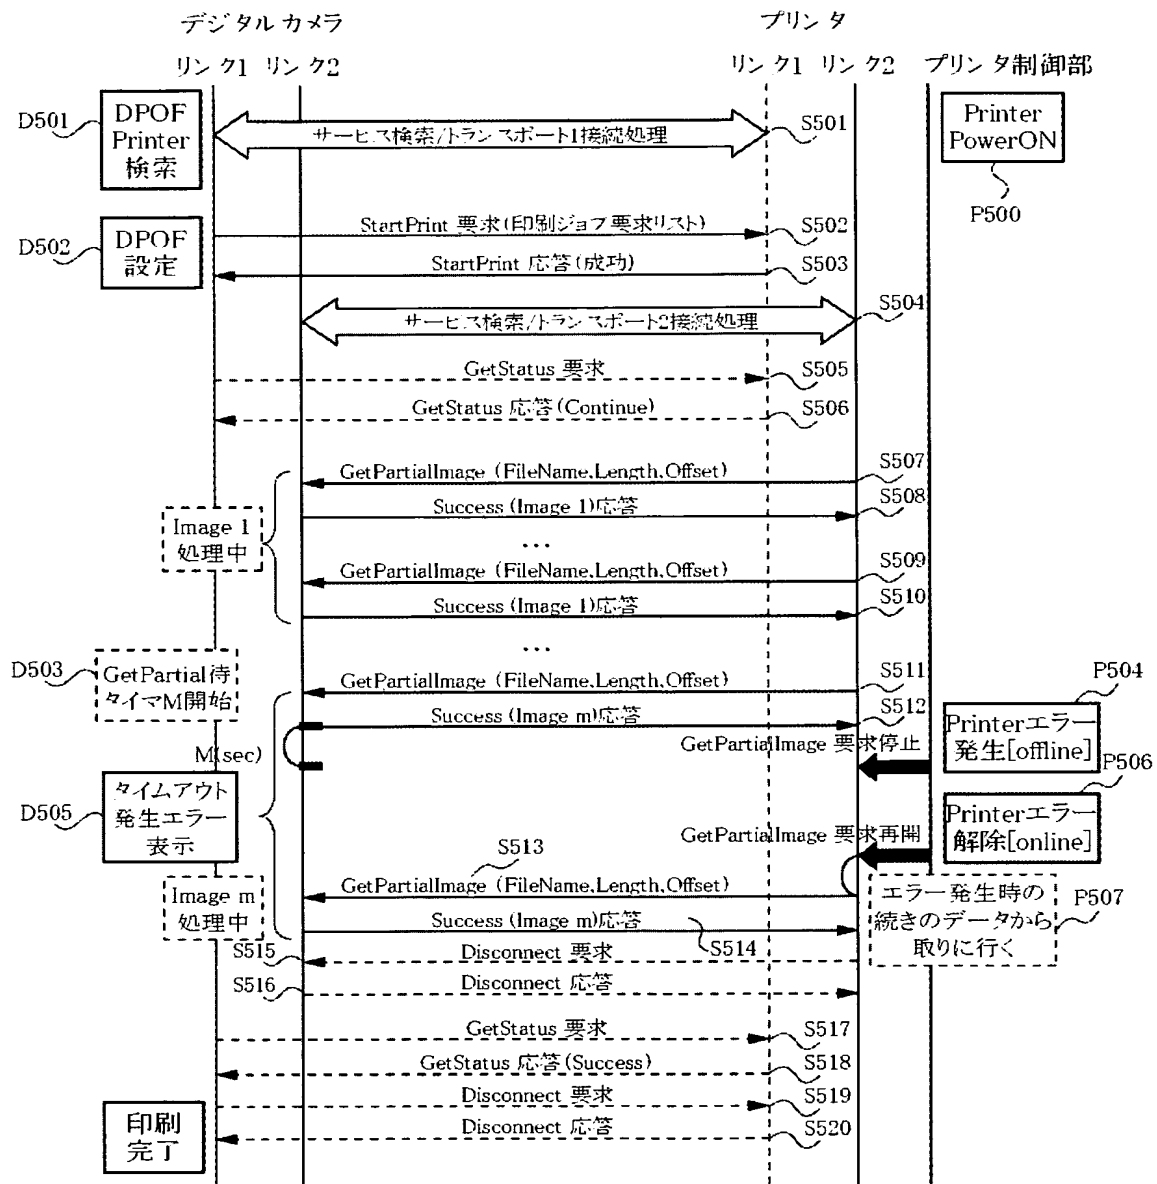 デジタルカメラ
プリンタ
リンク1 リンク2
リンク1 リンク2 プリンタ制御部
D501
DPOF
Printer
検索
サービス検索/トランスポート1接続処理
S501
Printer
PowerON
P500
D502
DPOF
設定
StartPrint 要求(印刷ジョブ要求リスト)
S502
StartPrint 応答(成功)
S503
サービス検索/トランスポート2接続処理
S504
GetStatus 要求
S505
GetStatus 応答(Continue)
S506
GetPartialImage (FileName,Length,Offset)
S507
Success (Image 1)応答
S508
Image 1
処理中
...
GetPartialImage (FileName,Length,Offset)
S509
Success (Image 1)応答
S510
...
D503
GetPartial待
タイマM開始
GetPartialImage (FileName,Length,Offset)
S511
Success (Image m)応答
S512
P504
Printerエラー
発生[offline]
GetPartialImage 要求停止
M(sec)
D505
タイムアウト
発生エラー
表示
P506
Printerエラー
解除[online]
GetPartialImage 要求再開
S513
GetPartialImage (FileName,Length,Offset)
Image m
処理中
Success (Image m)応答
S514
エラー発生時の
続きのデータから
取りに行く
P507
S515
Disconnect 要求
S516
Disconnect 応答
GetStatus 要求
S517
GetStatus 応答(Success)
S518
Disconnect 要求
S519
Disconnect 応答
S520
印刷
完了